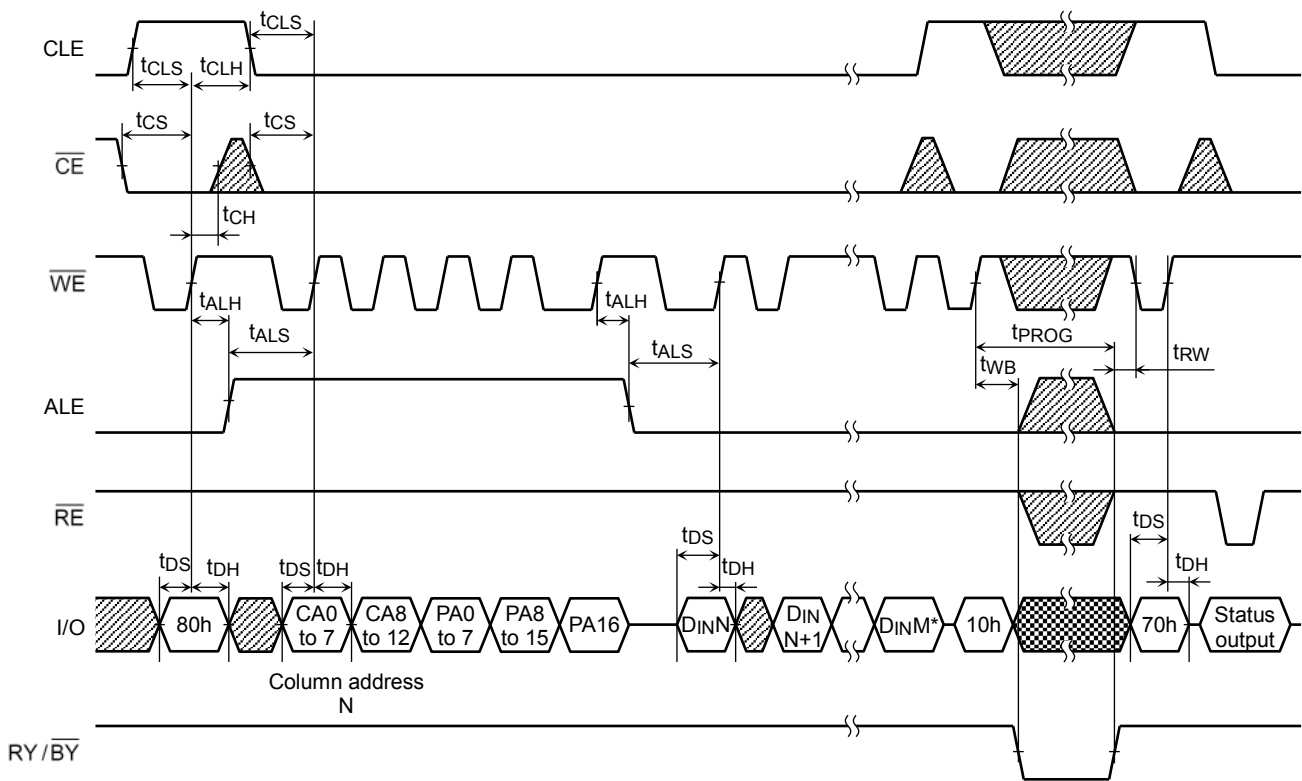 CLE
tCLS
tCLS
tCLH
CE
tCS
tCS
tCH
WE
tALH
tALS
tALH
tALS
tPROG
tWB
tRW
ALE
RE
tDS
tDH
tDS
tDH
tDS
tDH
tDS
tDH
I/O
80h
CA0
to 7
CA8
to 12
PA0
to 7
PA8
to 15
PA16
DINN
DIN
N+1
DINM*
10h
70h
Status
output
Column address
N
RY / BY